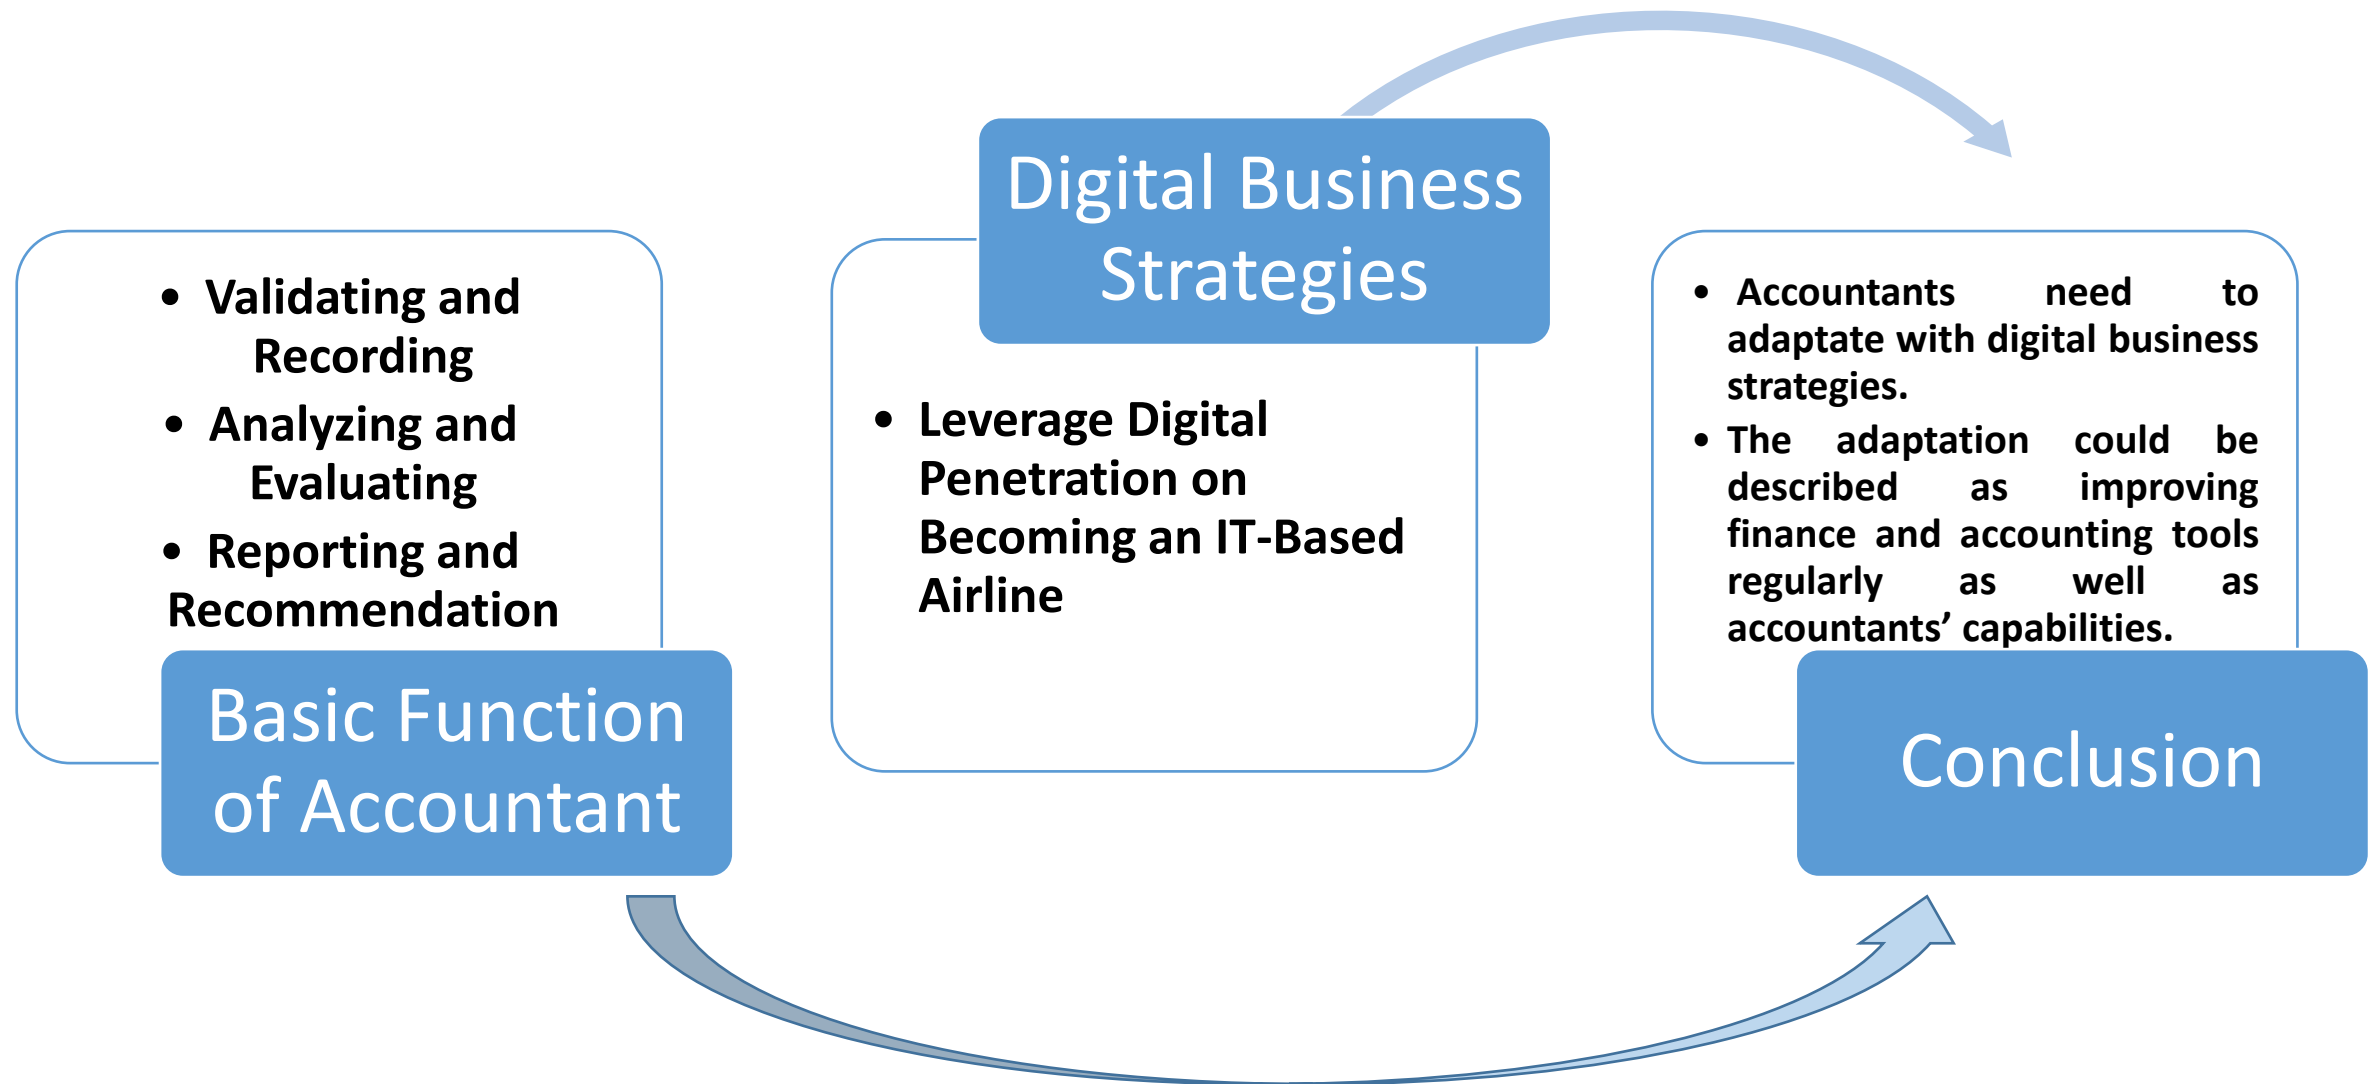 • Validating and
Recording
• Analyzing and
Evaluating
• Reporting and
Recommendation
Basic Function
of Accountant
Digital Business
Strategies
• Leverage Digital
Penetration on
Becoming an IT-Based
Airline
• Accountants need to
adaptate with digital business
strategies.
• The adaptation could be
described as improving
finance and accounting tools
regularly as well as
accountants’ capabilities.
Conclusion